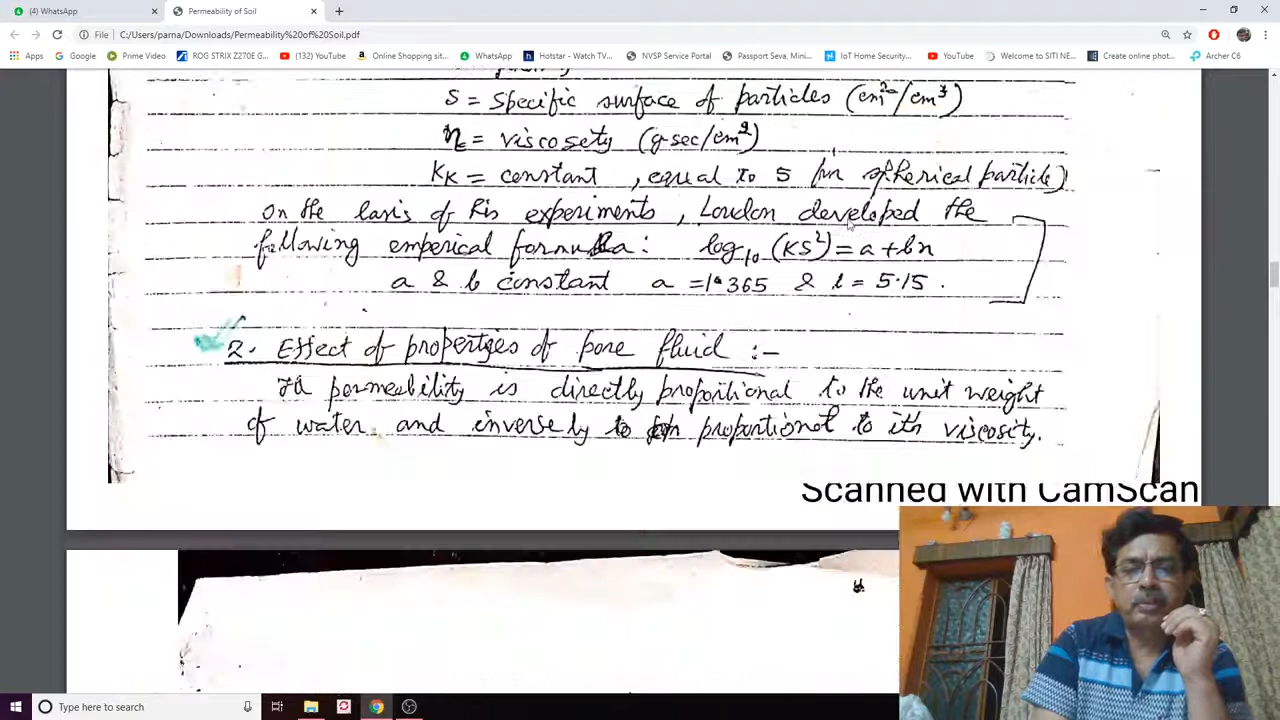 (4) WhatsApp
Permeability of Soil
File
C:/Users/parna/Downloads/Permeability%20of%20Soil.pdf
Apps
Google
Prime Video
ROG STRIX Z270E G...
(132) YouTube
Online Shopping sit...
WhatsApp
Hotstar - Watch TV...
NVSP Service Portal
Passport Seva, Mini...
IoT Home Security...
YouTube
Welcome to SITI NE...
Create online phot...
Archer C6
S = Specific surface of particles (cm²/cm³)
η = viscosety (g-sec/cm²)
KK = constant , equal to 5 for spherical particle)
On the basis of his experiments, Loudon developed the
following emperical formula : log10 (KS²) = a + bn
a & b constant a = 1.365 & b = 5.15 .
2. Effect of properties of pore fluid :-
permeability is directly proportional to the unit weight
of water and inversely to proportional to its viscosity.
Scanned with CamScan
Type here to search